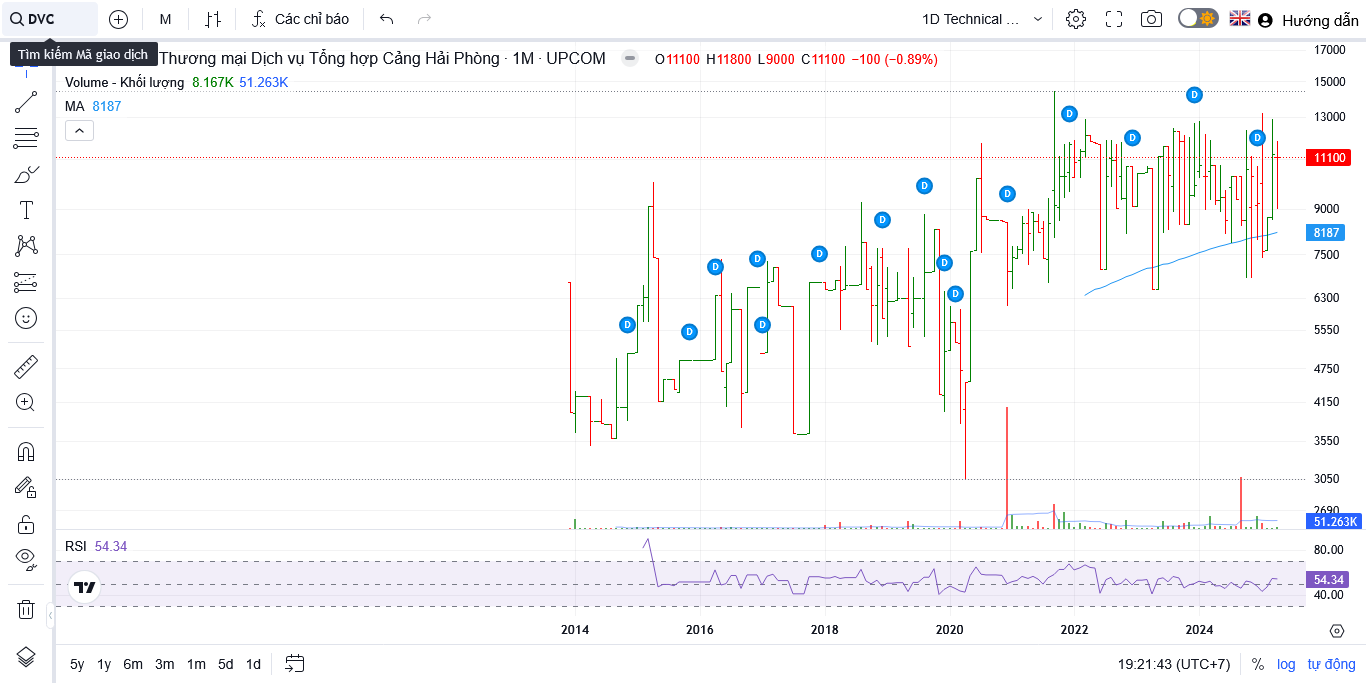 DVC M Các chỉ báo 1D Technical ... Hướng dẫn
Tìm kiếm Mã giao dịch
Thương mại Dịch vụ Tổng hợp Cảng Hải Phòng · 1M · UPCOM O11100 H11800 L9000 C11100 −100 (−0.89%)
Volume - Khối lượng 8.167K 51.263K
MA 8187
17000
15000
13000
11100
9000
8187
7500
6300
5550
4750
4150
3550
3050
2690
51.263K
D D D D D D D D D D D D D D D D
RSI 54.34
80.00
54.34
40.00
2014 2016 2018 2020 2022 2024
5y 1y 6m 3m 1m 5d 1d 19:21:43 (UTC+7) % log tự động